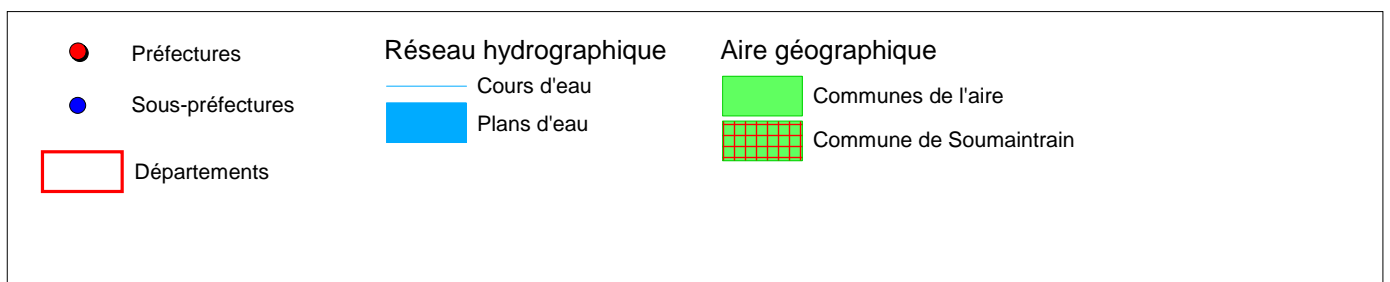 Préfectures
Sous-préfectures
Départements
Réseau hydrographique
Cours d'eau
Plans d'eau
Aire géographique
Communes de l'aire
Commune de Soumaintrain